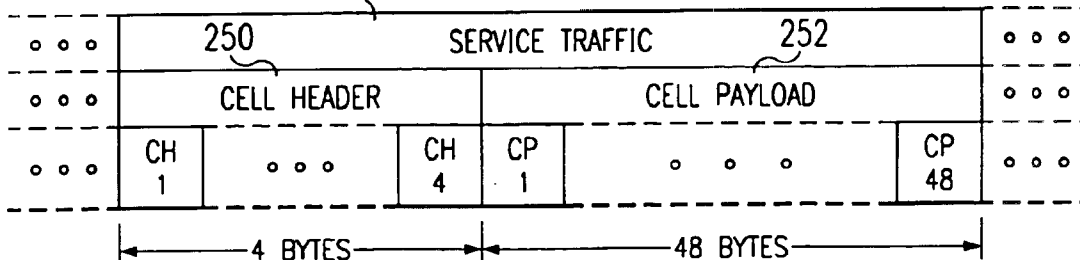 250 SERVICE TRAFFIC 252
CELL HEADER CELL PAYLOAD
CH 1 CH 4 CP 1 CP 48
4 BYTES 48 BYTES